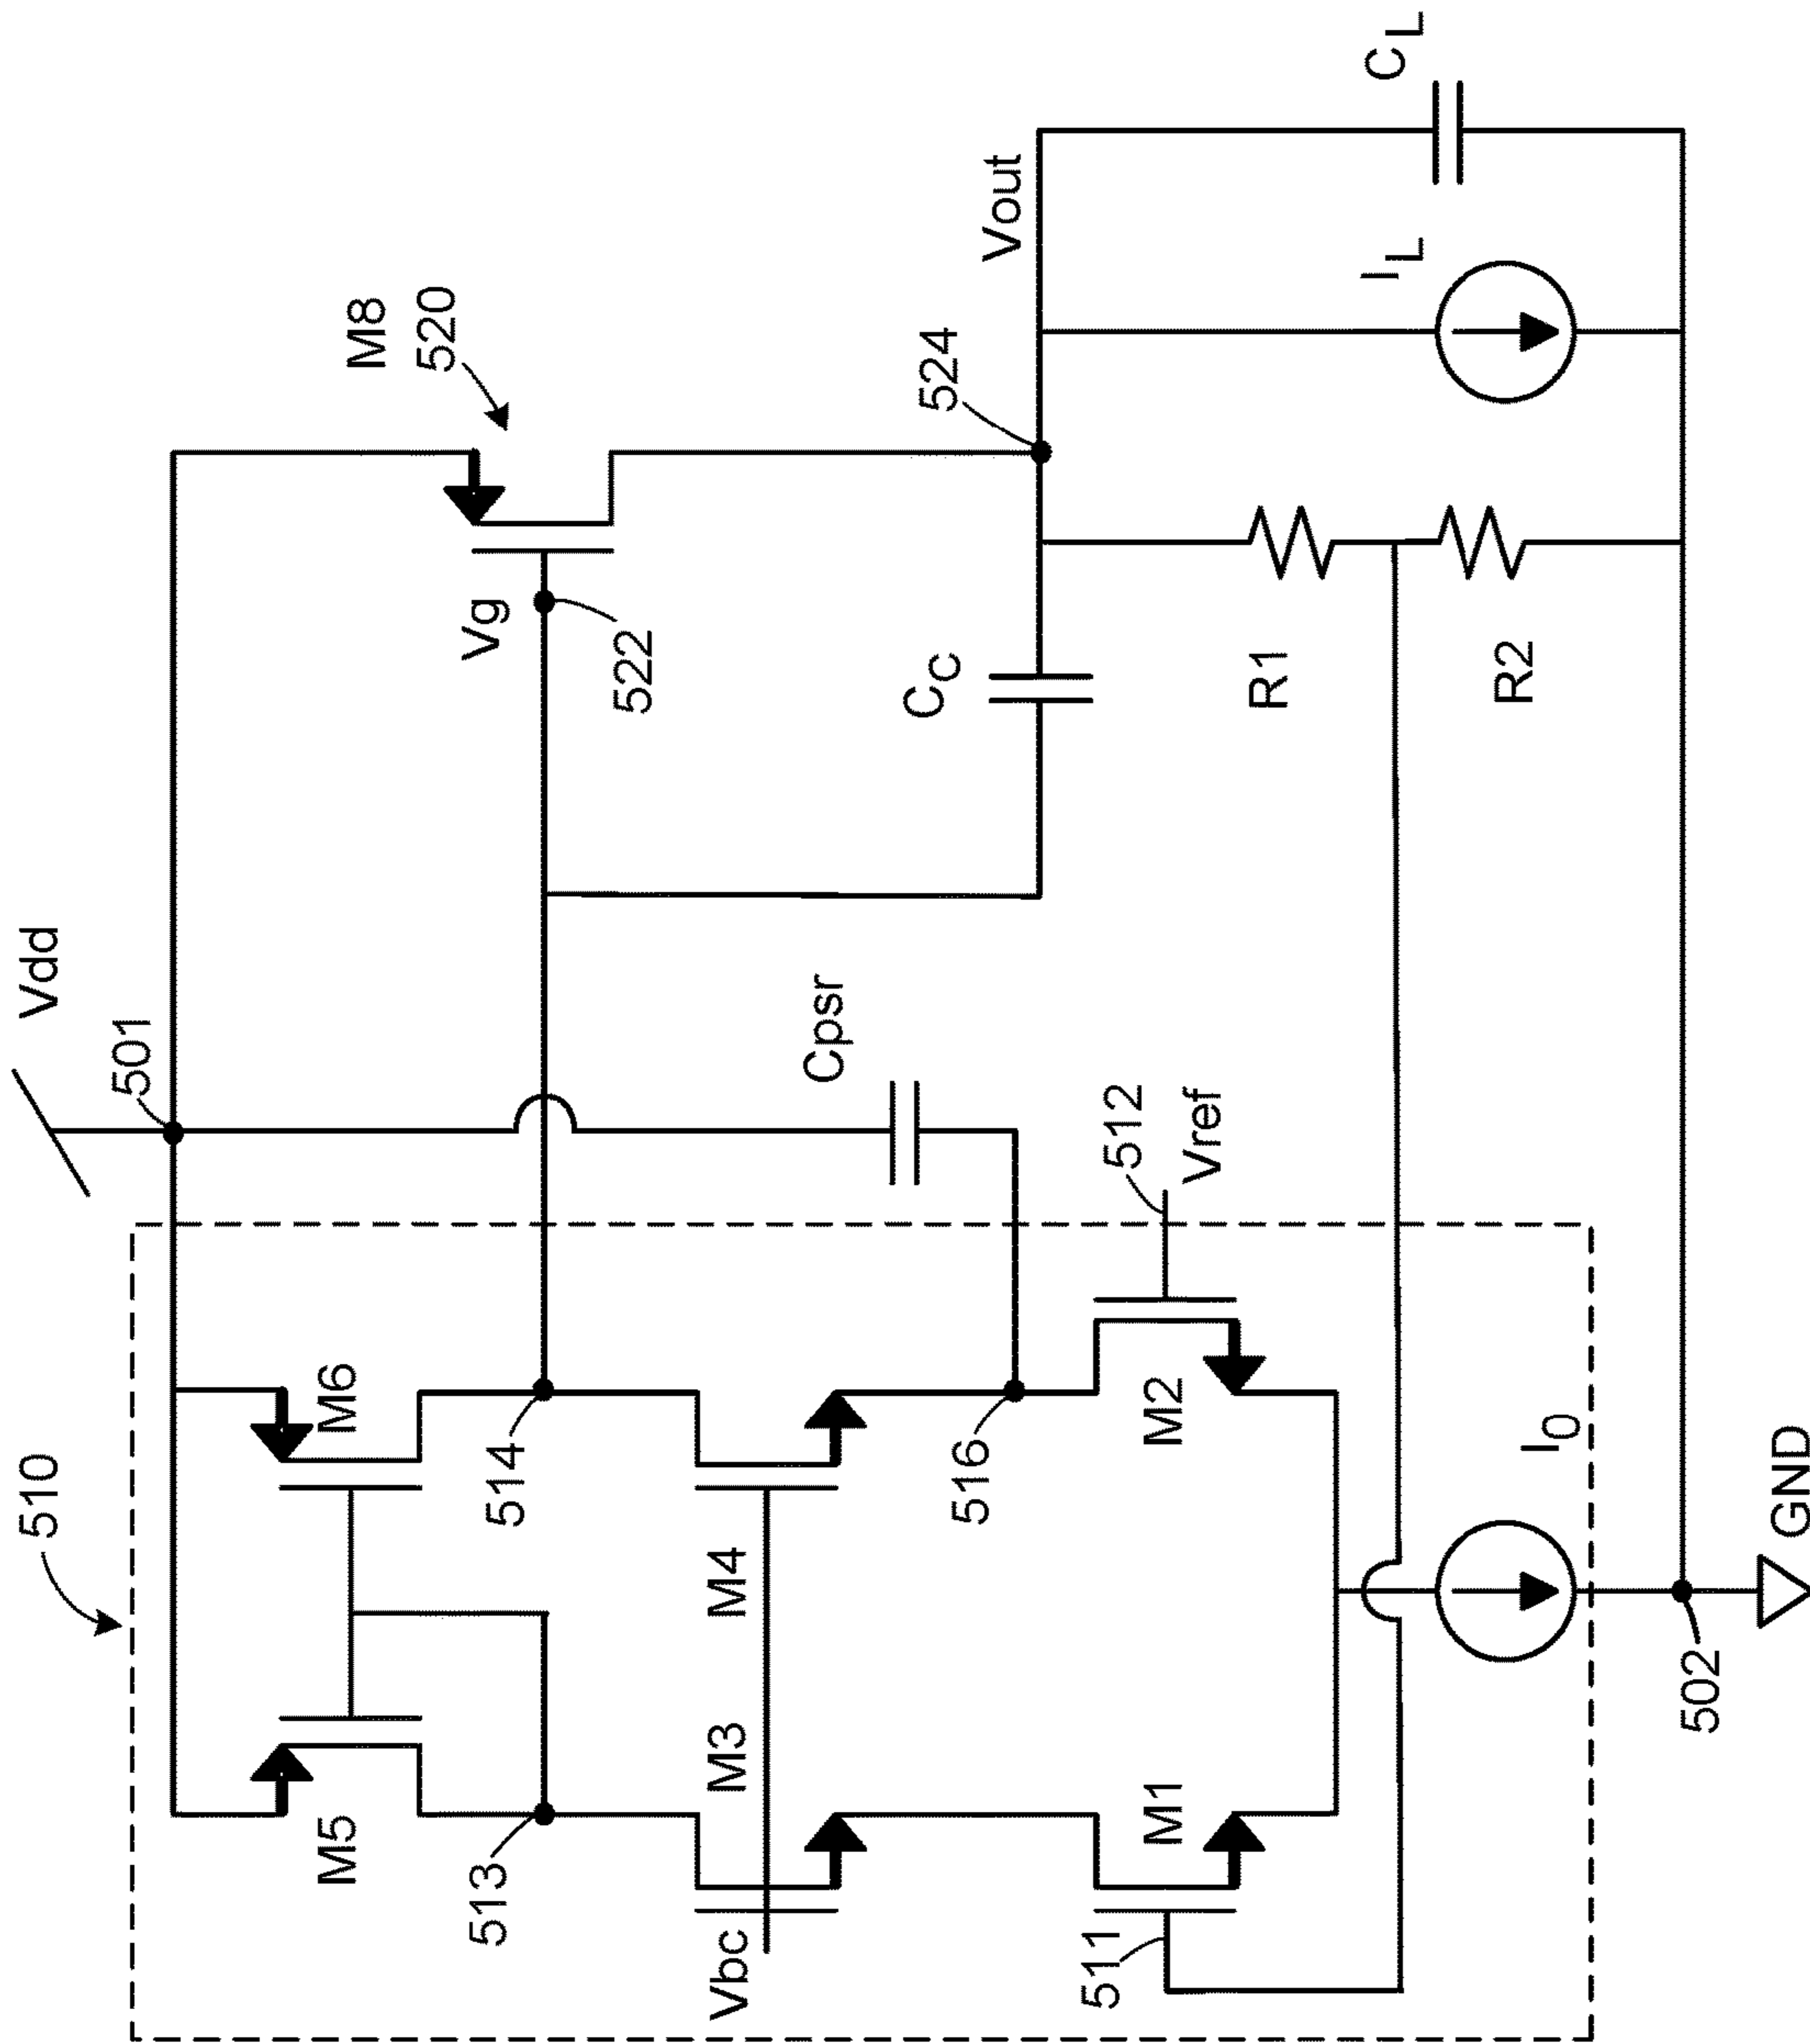 Vdd
501
510
M5
M6
M8
520
Vg
522
513
514
Cpsr
CC
Vbc
M3
M4
516
524
Vout
511
M1
M2
512
Vref
R1
R2
IL
CL
I0
502
GND